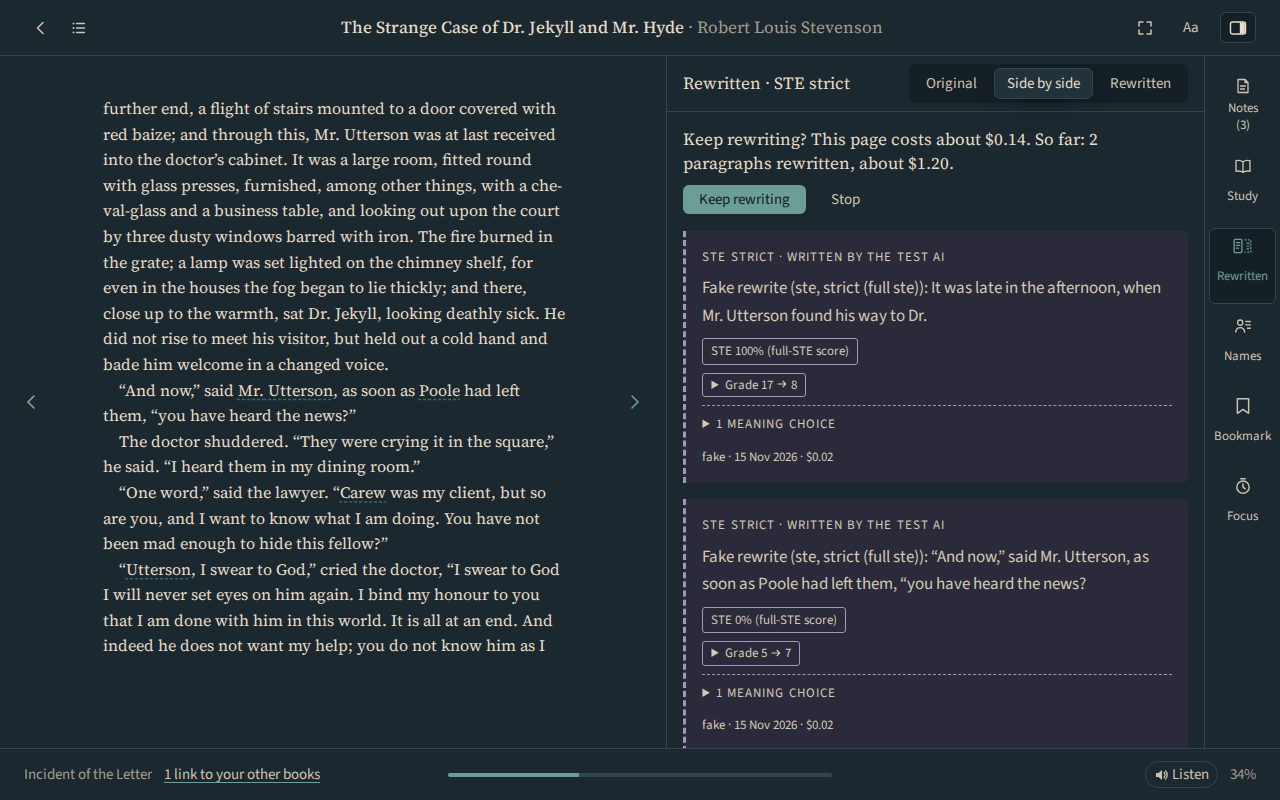 The Strange Case of Dr. Jekyll and Mr. Hyde · Robert Louis Stevenson
Aa
further end, a flight of stairs mounted to a door covered with
red baize; and through this, Mr. Utterson was at last received
into the doctor’s cabinet. It was a large room, fitted round
with glass presses, furnished, among other things, with a che-
val-glass and a business table, and looking out upon the court
by three dusty windows barred with iron. The fire burned in
the grate; a lamp was set lighted on the chimney shelf, for
even in the houses the fog began to lie thickly; and there,
close up to the warmth, sat Dr. Jekyll, looking deathly sick. He
did not rise to meet his visitor, but held out a cold hand and
bade him welcome in a changed voice.
“And now,” said Mr. Utterson, as soon as Poole had left
them, “you have heard the news?”
The doctor shuddered. “They were crying it in the square,”
he said. “I heard them in my dining room.”
“One word,” said the lawyer. “Carew was my client, but so
are you, and I want to know what I am doing. You have not
been mad enough to hide this fellow?”
“Utterson, I swear to God,” cried the doctor, “I swear to God
I will never set eyes on him again. I bind my honour to you
that I am done with him in this world. It is all at an end. And
indeed he does not want my help; you do not know him as I
Rewritten · STE strict
Original
Side by side
Rewritten
Keep rewriting? This page costs about $0.14. So far: 2
paragraphs rewritten, about $1.20.
Keep rewriting
Stop
STE STRICT · WRITTEN BY THE TEST AI
Fake rewrite (ste, strict (full ste)): It was late in the afternoon, when
Mr. Utterson found his way to Dr.
STE 100% (full-STE score)
Grade 17 → 8
1 MEANING CHOICE
fake · 15 Nov 2026 · $0.02
STE STRICT · WRITTEN BY THE TEST AI
Fake rewrite (ste, strict (full ste)): “And now,” said Mr. Utterson, as
soon as Poole had left them, “you have heard the news?
STE 0% (full-STE score)
Grade 5 → 7
1 MEANING CHOICE
fake · 15 Nov 2026 · $0.02
Notes
(3)
Study
Rewritten
Names
Bookmark
Focus
Incident of the Letter
1 link to your other books
Listen
34%